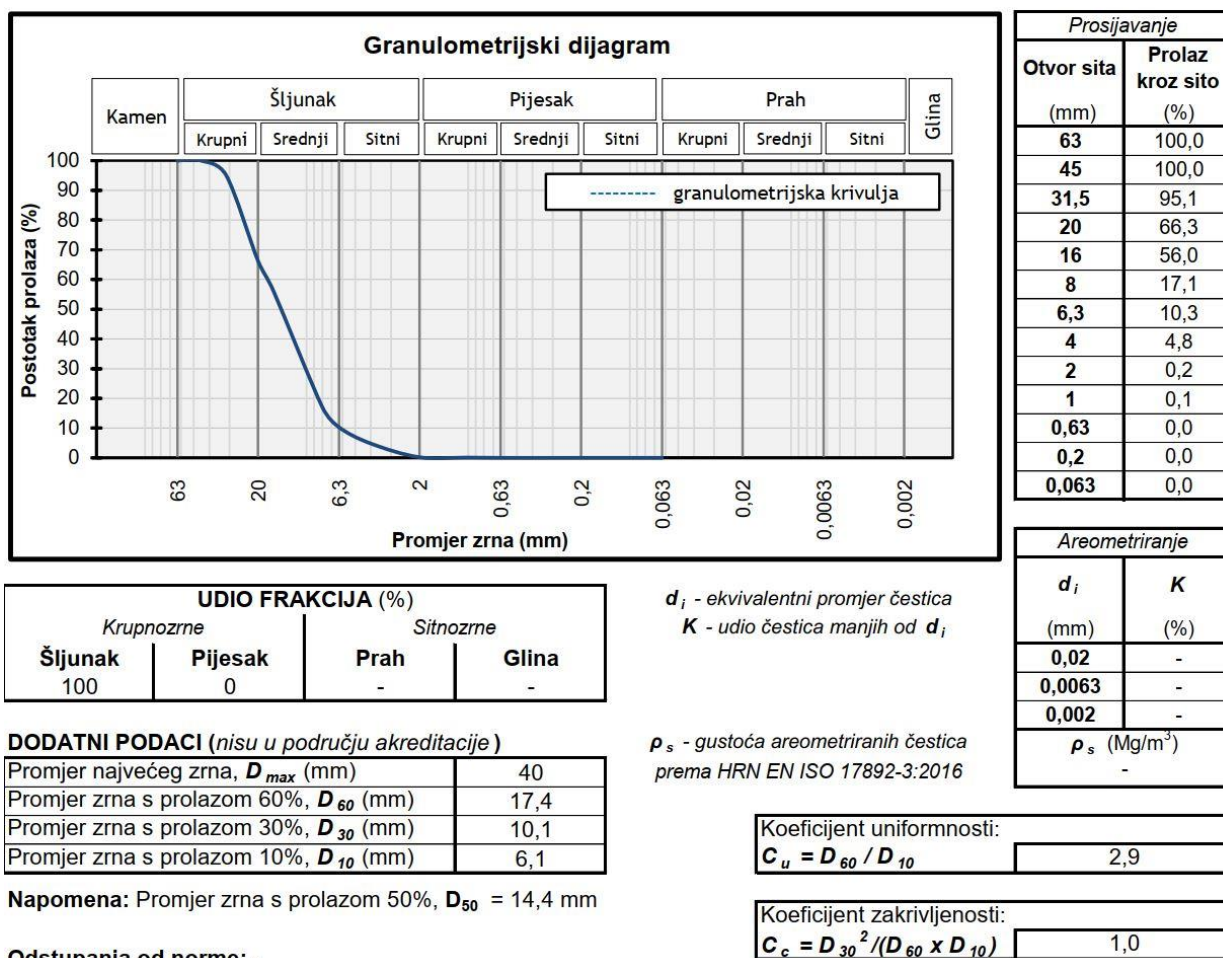 Granulometrijski dijagram
Kamen
Šljunak
Pijesak
Prah
Glina
Krupni Srednji Sitni Krupni Srednji Sitni Krupni Srednji Sitni
granulometrijska krivulja
Postotak prolaza (%)
100
90
80
70
60
50
40
30
20
10
0
63 20 6,3 2 0,63 0,2 0,063 0,02 0,0063 0,002
Promjer zrna (mm)
Prosijavanje
Otvor sita Prolaz kroz sito
(mm) (%)
63 100,0
45 100,0
31,5 95,1
20 66,3
16 56,0
8 17,1
6,3 10,3
4 4,8
2 0,2
1 0,1
0,63 0,0
0,2 0,0
0,063 0,0
UDIO FRAKCIJA (%)
Krupnozrne Sitnozrne
Šljunak Pijesak Prah Glina
100 0 - -
d i - ekvivalentni promjer čestica
K - udio čestica manjih od d i
Areometriranje
d i K
(mm) (%)
0,02 -
0,0063 -
0,002 -
ρ s (Mg/m³)
-
ρ s - gustoća areometriranih čestica
prema HRN EN ISO 17892-3:2016
DODATNI PODACI (nisu u području akreditacije)
Promjer najvećeg zrna, D max (mm) 40
Promjer zrna s prolazom 60%, D 60 (mm) 17,4
Promjer zrna s prolazom 30%, D 30 (mm) 10,1
Promjer zrna s prolazom 10%, D 10 (mm) 6,1
Napomena: Promjer zrna s prolazom 50%, D50 = 14,4 mm
Koeficijent uniformnosti:
C u = D 60 / D 10 2,9
Koeficijent zakrivljenosti:
C c = D 30 ²/(D 60 x D 10) 1,0
Odstupanja od norme: -